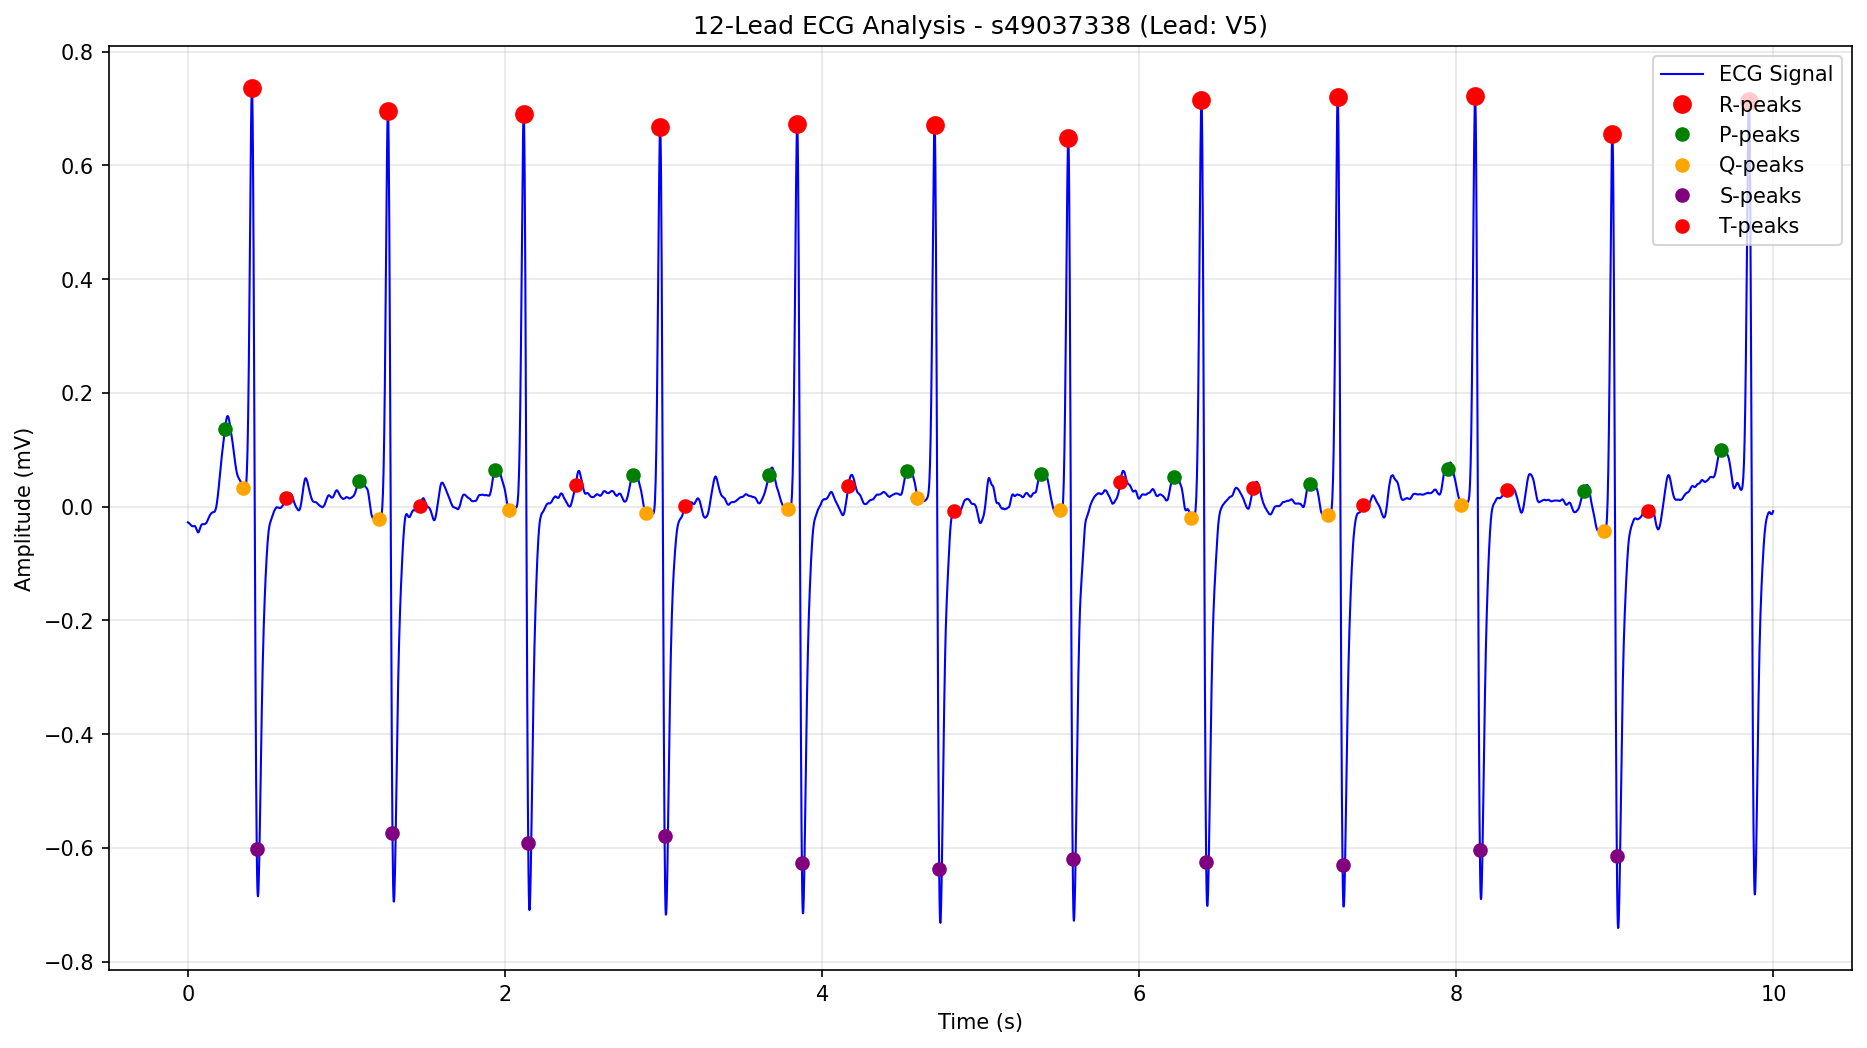 12-Lead ECG Analysis - s49037338 (Lead: V5)
ECG Signal
R-peaks
P-peaks
Q-peaks
S-peaks
T-peaks
Amplitude (mV)
0.8
0.6
0.4
0.2
0.0
−0.2
−0.4
−0.6
−0.8
0 2 4 6 8 10
Time (s)